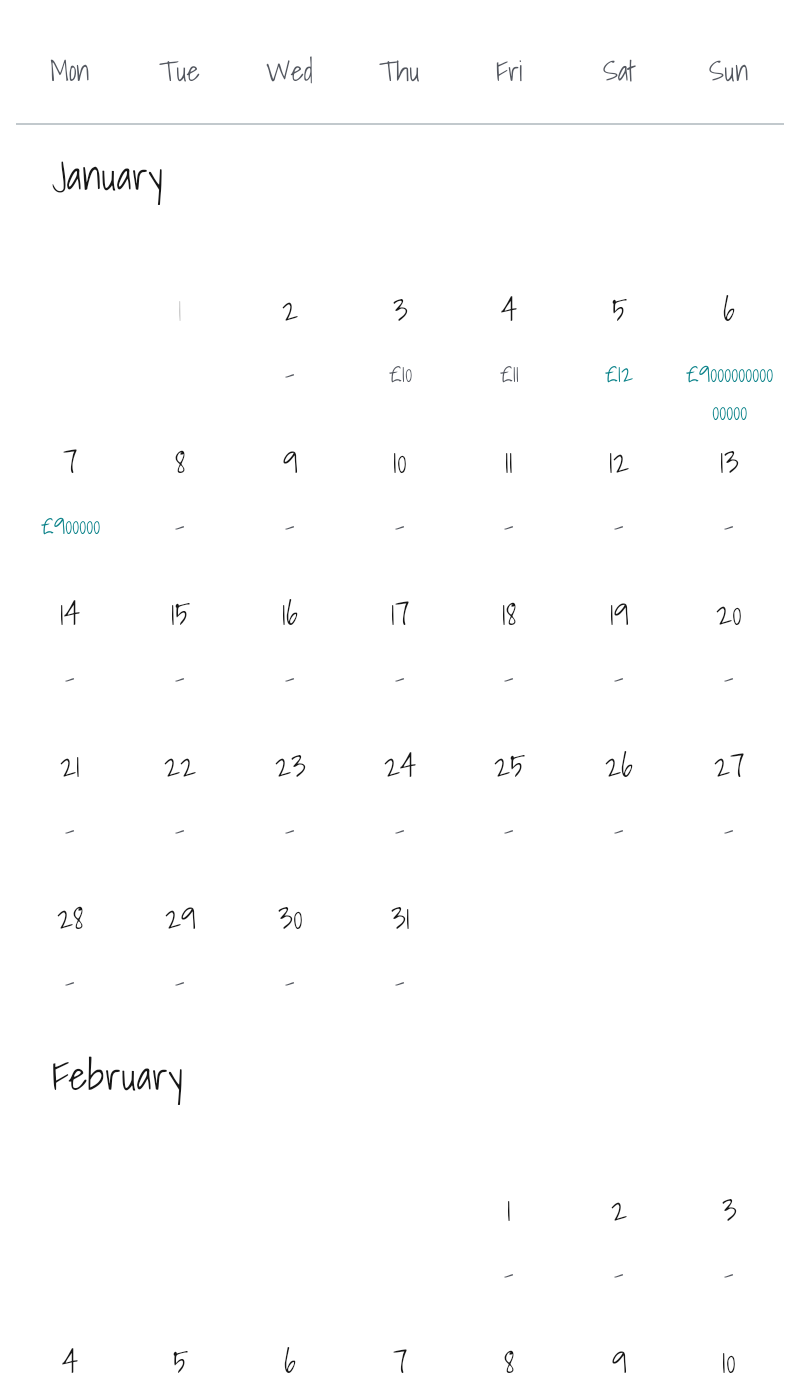 Mon Tue Wed Thu Fri Sat Sun
January
1 2 3 4 5 6
- £10 £11 £12 £9000000000
00000
7 8 9 10 11 12 13
£900000 - - - - - -
14 15 16 17 18 19 20
- - - - - - -
21 22 23 24 25 26 27
- - - - - - -
28 29 30 31
- - - -
February
1 2 3
- - -
4 5 6 7 8 9 10